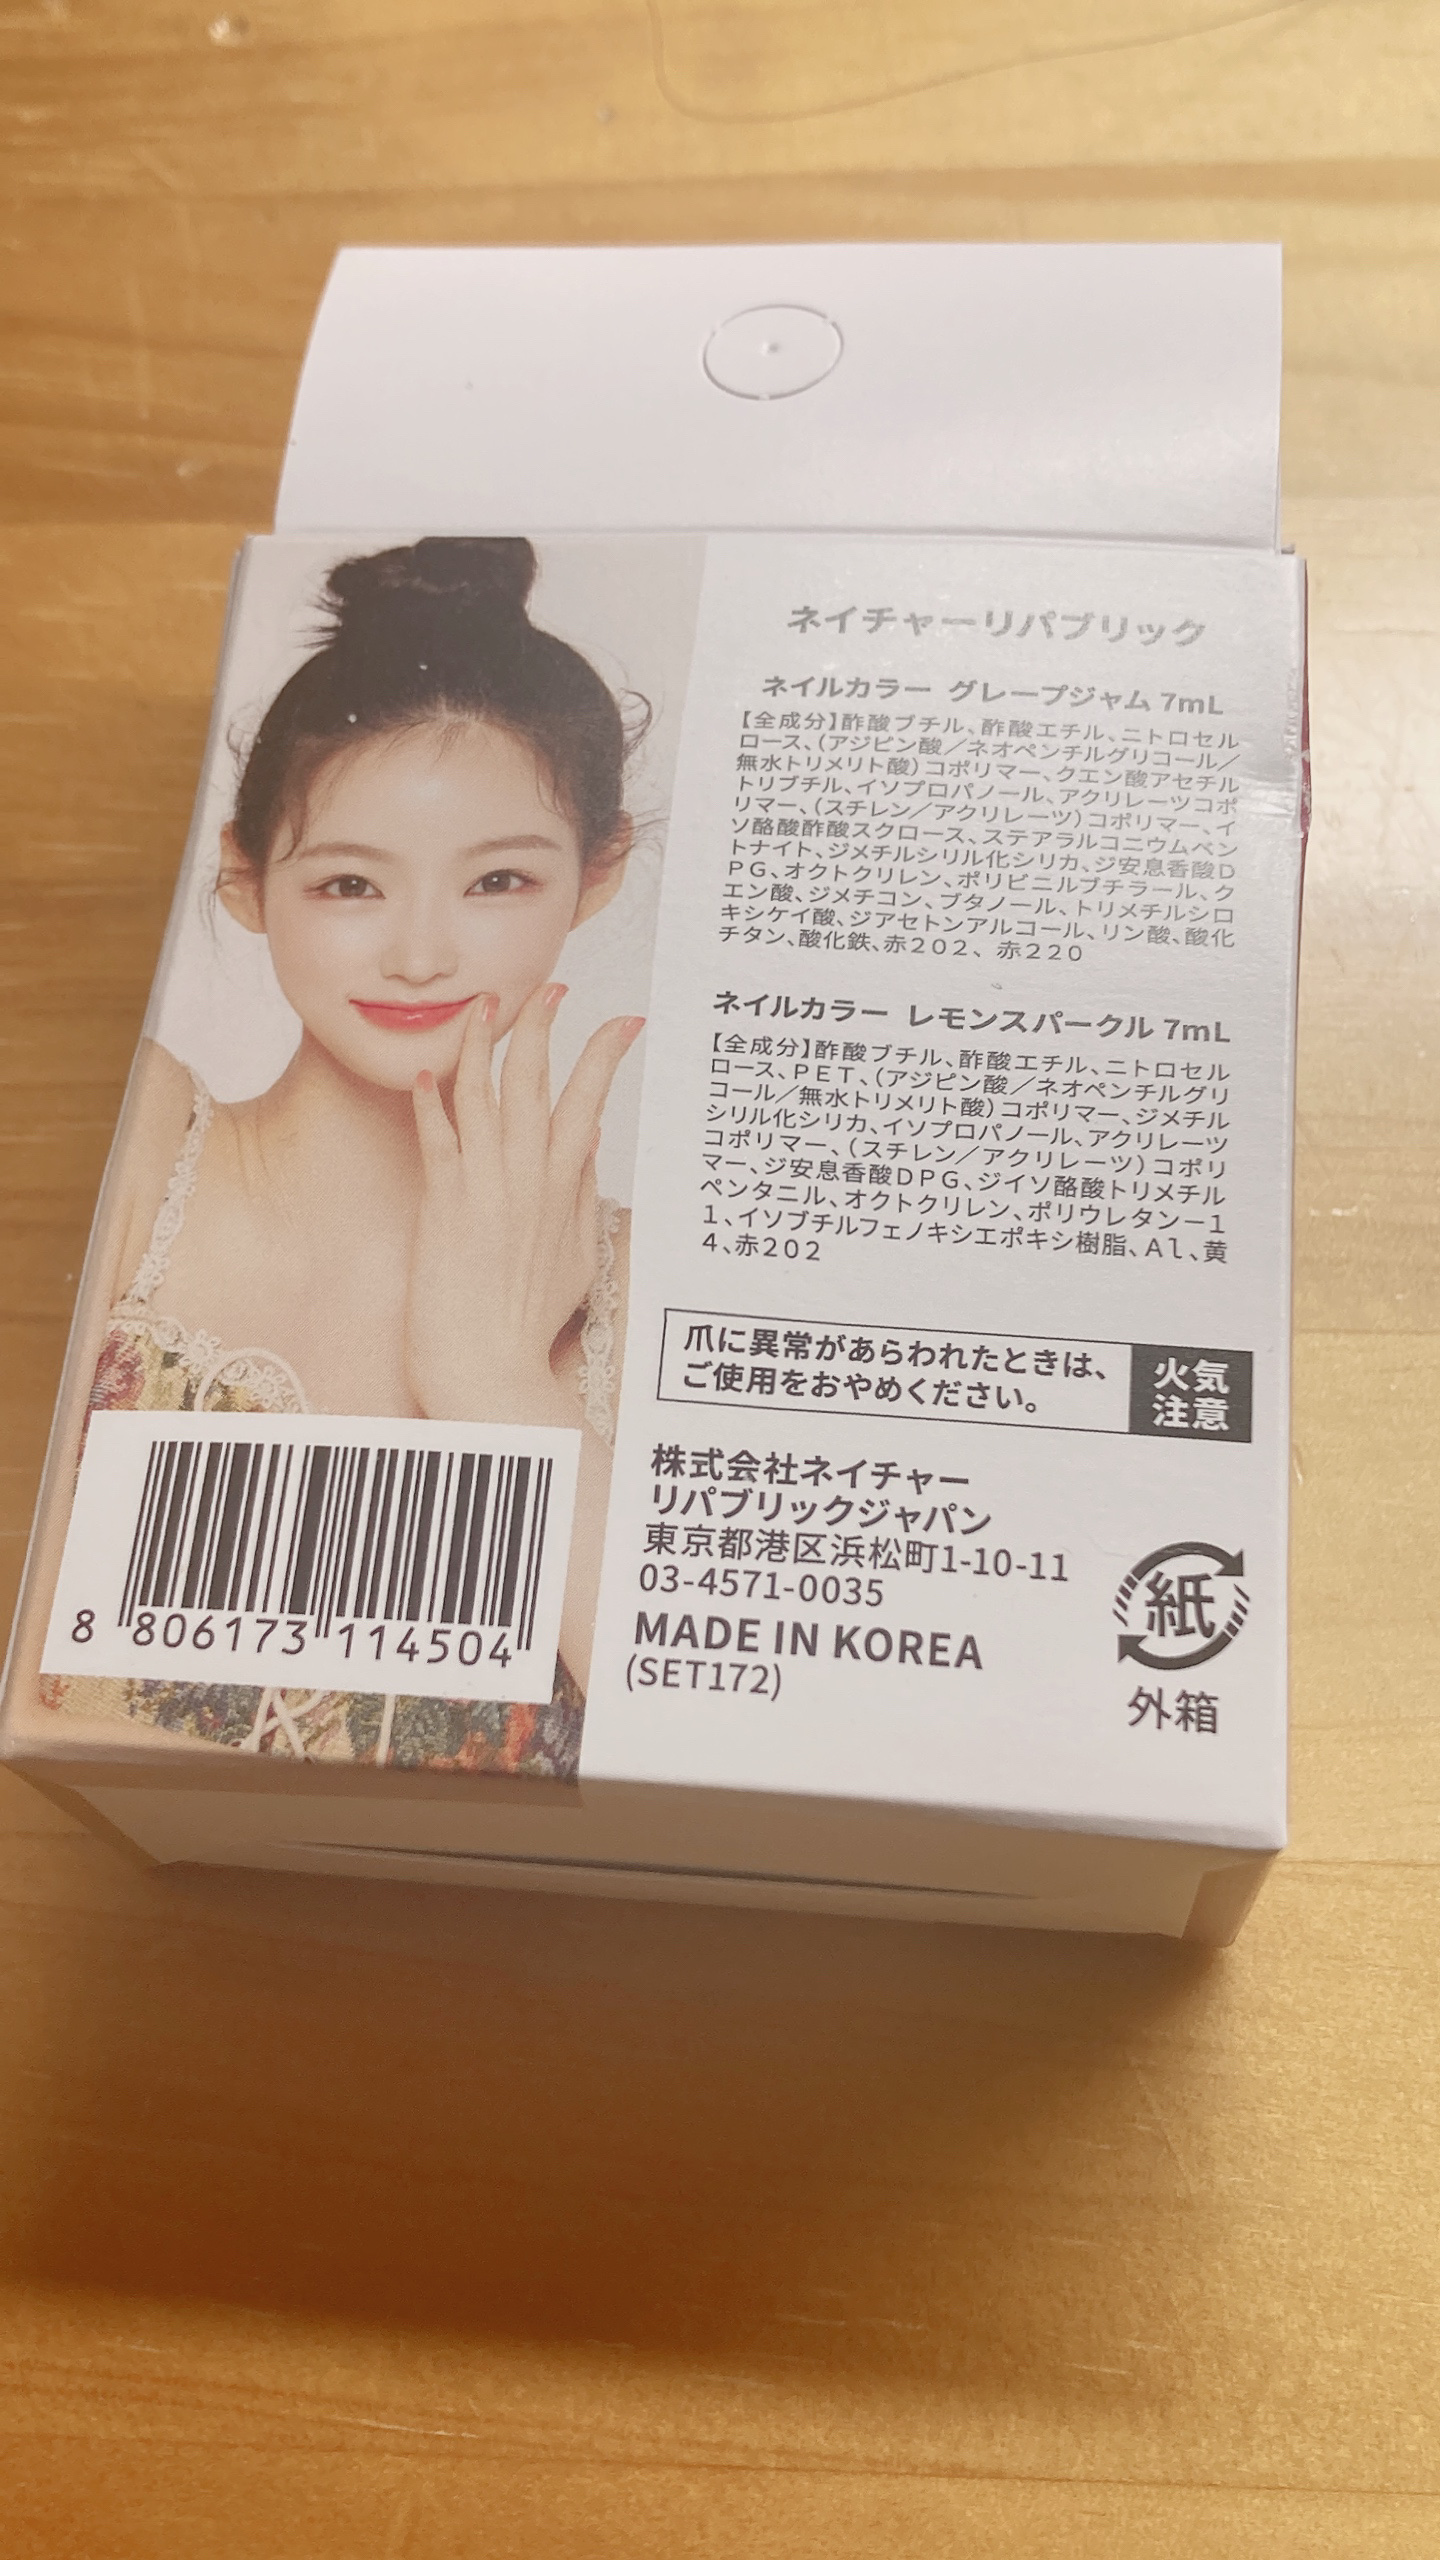 ネイチャーリパブリック
ネイルカラー グレープジャム 7mL
【全成分】酢酸ブチル、酢酸エチル、ニトロセル
ロース、(アジピン酸／ネオペンチルグリコール／
無水トリメリト酸)コポリマー、クエン酸アセチル
トリブチル、イソプロパノール、アクリレーツコポ
リマー、(スチレン／アクリレーツ)コポリマー、イ
ソ酪酸酢酸スクロース、ステアラルコニウムベン
トナイト、ジメチルシリル化シリカ、ジ安息香酸D
PG、オクトクリレン、ポリビニルブチラール、ク
エン酸、ジメチコン、ブタノール、トリメチルシロ
キシケイ酸、ジアセトンアルコール、リン酸、酸化
チタン、酸化鉄、赤202、赤220
ネイルカラー レモンスパークル 7mL
【全成分】酢酸ブチル、酢酸エチル、ニトロセル
ロース、PET、(アジピン酸／ネオペンチルグリ
コール／無水トリメリト酸)コポリマー、ジメチル
シリル化シリカ、イソプロパノール、アクリレーツ
コポリマー、(スチレン／アクリレーツ)コポリ
マー、ジ安息香酸DPG、ジイソ酪酸トリメチル
ペンタニル、オクトクリレン、ポリウレタン－1
1、イソブチルフェノキシエポキシ樹脂、Al、黄
4、赤202
爪に異常があらわれたときは、
ご使用をおやめください。
火気
注意
株式会社ネイチャー
リパブリックジャパン
東京都港区浜松町1-10-11
03-4571-0035
MADE IN KOREA
(SET172)
紙
外箱
8 806173 114504